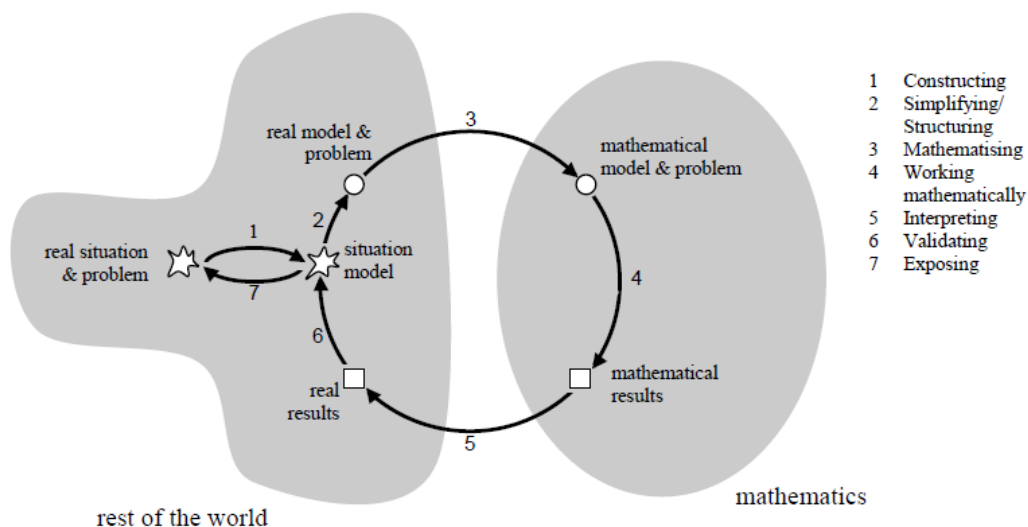 3
real model &
problem
mathematical
model & problem
2
1
real situation
& problem
situation
model
7
4
6
real
results
mathematical
results
5
rest of the world
mathematics
1 Constructing
2 Simplifying/
Structuring
3 Mathematising
4 Working
mathematically
5 Interpreting
6 Validating
7 Exposing